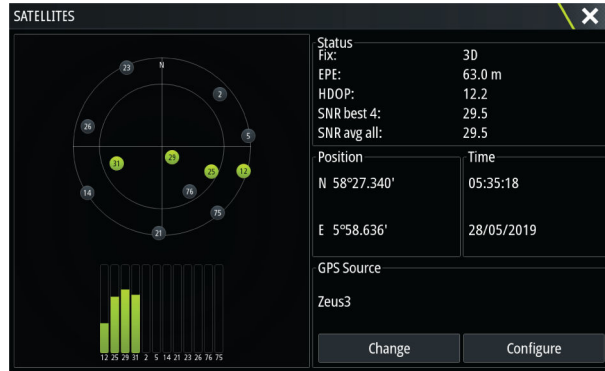 SATELLITES
N
23
2
26
5
31
29
25
12
14
76
75
21
12 25 29 31 2 5 14 21 23 26 76 75
Status
Fix: 3D
EPE: 63.0 m
HDOP: 12.2
SNR best 4: 29.5
SNR avg all: 29.5
Position
N 58°27.340'
E 5°58.636'
Time
05:35:18
28/05/2019
GPS Source
Zeus3
Change
Configure